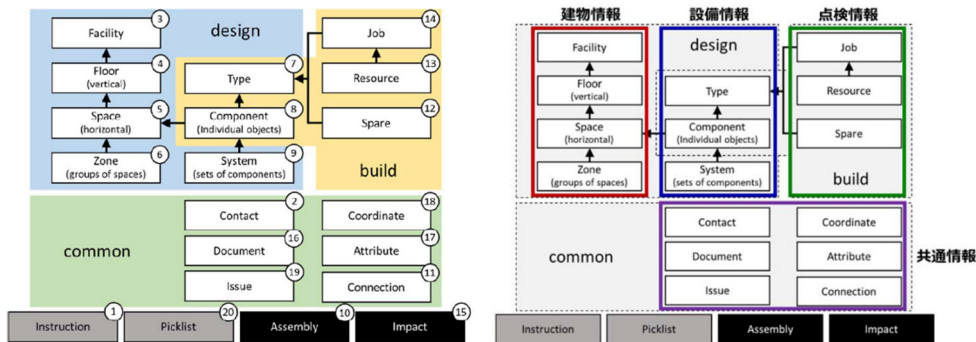 Facility
3
design
Job
14
Floor
(vertical)
4
Type
7
Resource
13
Space
(horizontal)
5
Component
(Individual objects)
8
Spare
12
Zone
(groups of spaces)
6
System
(sets of components)
9
build
common
Contact
2
Coordinate
18
Document
16
Attribute
17
Issue
19
Connection
11
Instruction
1
Picklist
20
Assembly
10
Impact
15
建物情報
設備情報
点検情報
Facility
design
Job
Floor
(vertical)
Type
Resource
Space
(horizontal)
Component
(Individual objects)
Spare
Zone
(groups of spaces)
System
(sets of components)
build
common
Contact
Coordinate
Document
Attribute
Issue
Connection
共通情報
Instruction
Picklist
Assembly
Impact